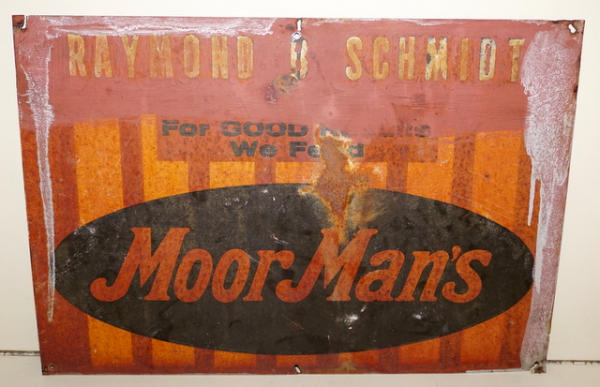 RAYMOND B SCHMIDT
For GOOD
We Feed
MoorMan's